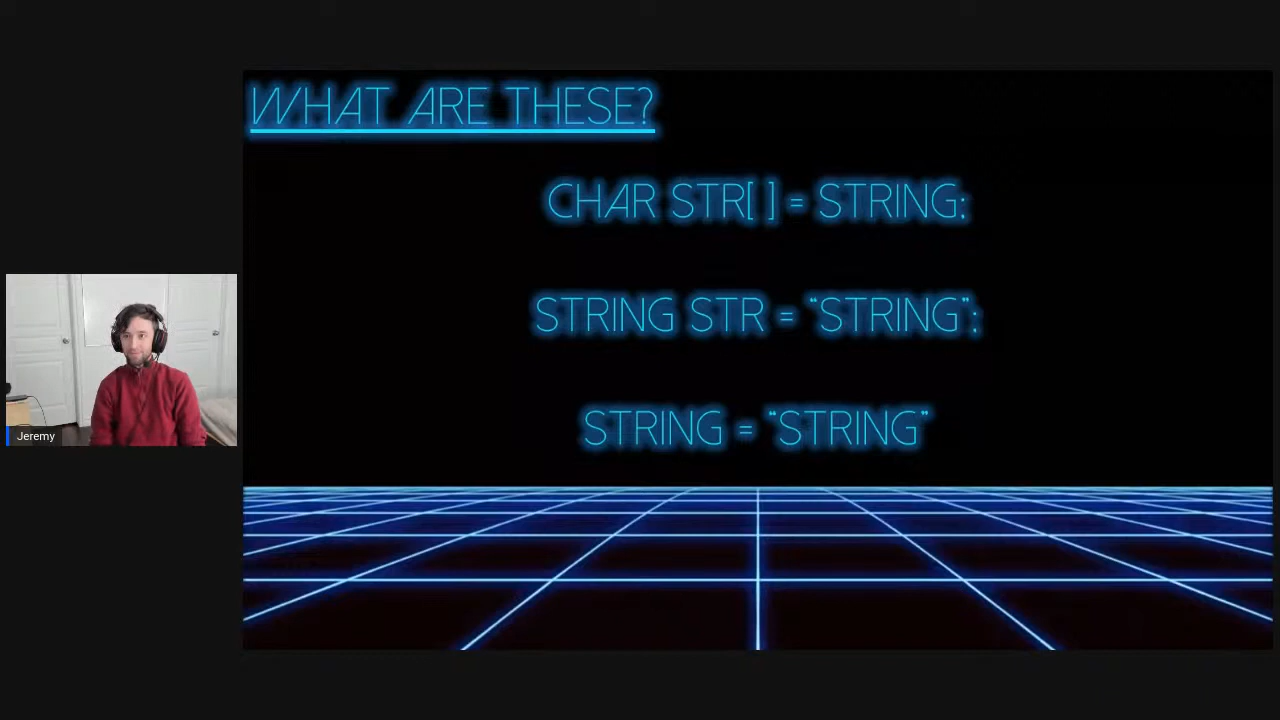 WHAT ARE THESE?
CHAR STR[ ] = STRING;
STRING STR = “STRING”;
STRING = “STRING”
Jeremy